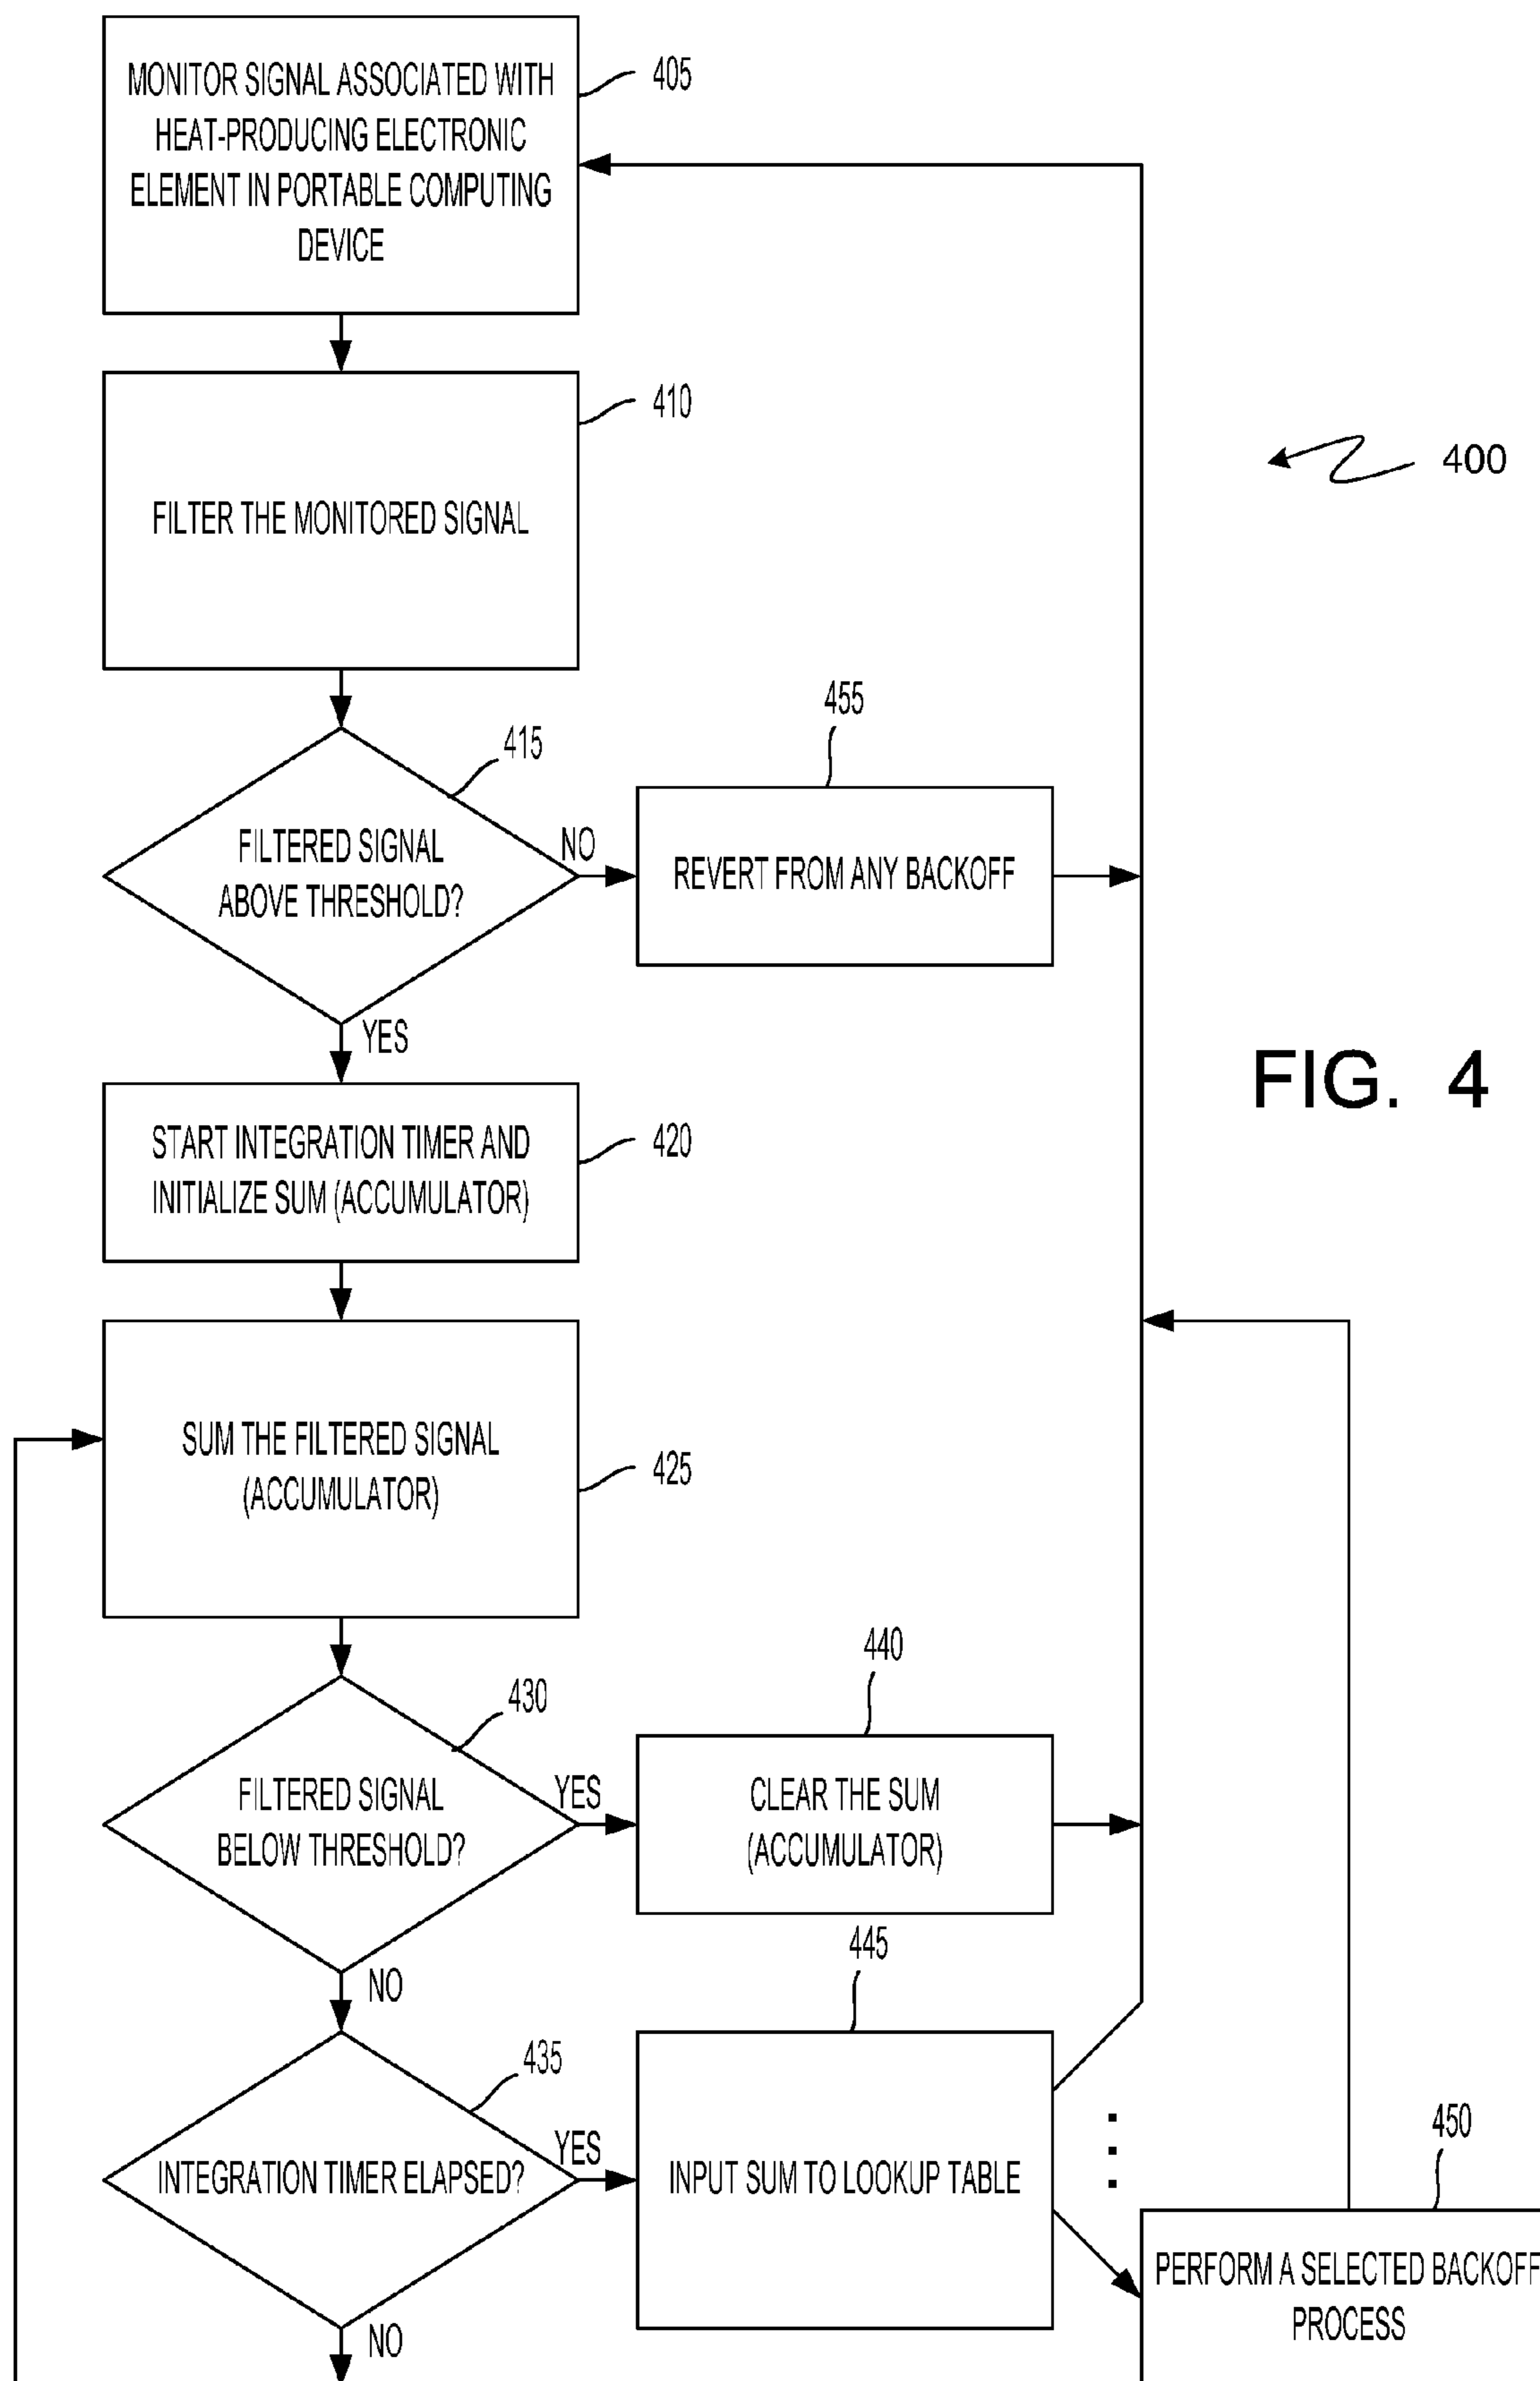 MONITOR SIGNAL ASSOCIATED WITH
HEAT-PRODUCING ELECTRONIC
ELEMENT IN PORTABLE COMPUTING
DEVICE
405
FILTER THE MONITORED SIGNAL
410
400
FILTERED SIGNAL
ABOVE THRESHOLD?
415
NO
YES
REVERT FROM ANY BACKOFF
455
FIG. 4
START INTEGRATION TIMER AND
INITIALIZE SUM (ACCUMULATOR)
420
SUM THE FILTERED SIGNAL
(ACCUMULATOR)
425
FILTERED SIGNAL
BELOW THRESHOLD?
430
YES
NO
CLEAR THE SUM
(ACCUMULATOR)
440
INTEGRATION TIMER ELAPSED?
435
YES
NO
INPUT SUM TO LOOKUP TABLE
445
PERFORM A SELECTED BACKOFF
PROCESS
450